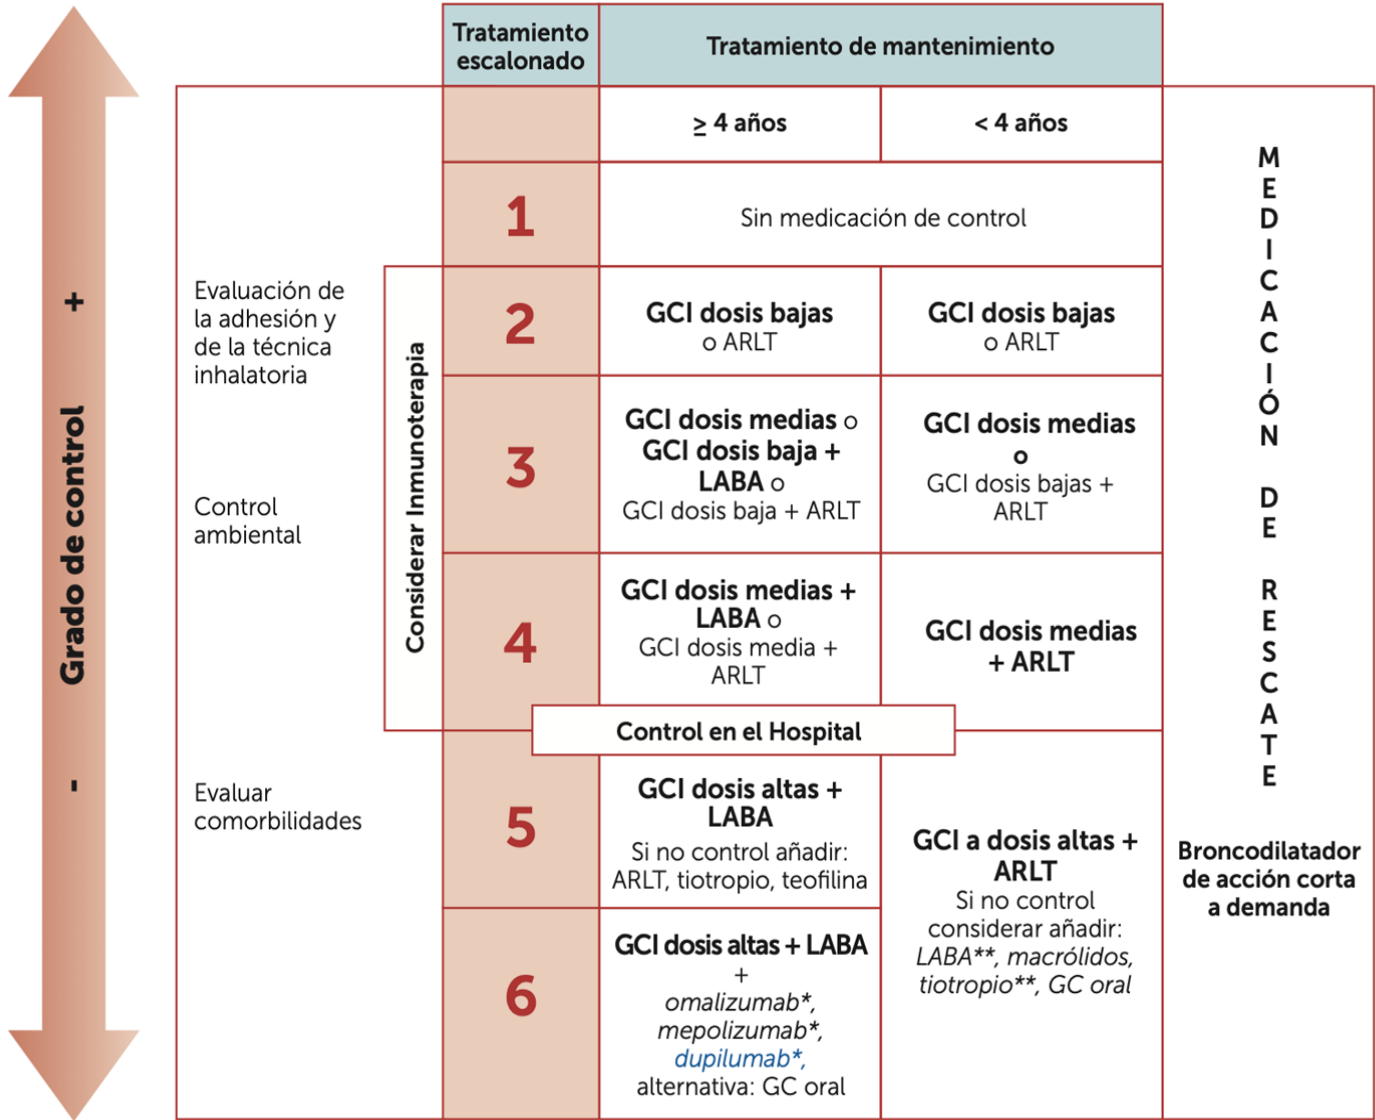 Tratamiento
escalonado
Tratamiento de mantenimiento
≥ 4 años
< 4 años
1
Sin medicación de control
2
GCI dosis bajas
o ARLT
GCI dosis bajas
o ARLT
3
GCI dosis medias o
GCI dosis baja +
LABA o
GCI dosis baja + ARLT
GCI dosis medias
o
GCI dosis bajas +
ARLT
4
GCI dosis medias +
LABA o
GCI dosis media +
ARLT
GCI dosis medias
+ ARLT
Control en el Hospital
5
GCI dosis altas +
LABA
Si no control añadir:
ARLT, tiotropio, teofilina
GCI a dosis altas +
ARLT
Si no control
considerar añadir:
LABA**, macrólidos,
tiotropio**, GC oral
6
GCI dosis altas + LABA
+
omalizumab*,
mepolizumab*,
dupilumab*,
alternativa: GC oral
- Grado de control +
Evaluación de
la adhesión y
de la técnica
inhalatoria
Control
ambiental
Evaluar
comorbilidades
Considerar Inmunoterapia
MEDICACIÓN DE RESCATE
Broncodilatador
de acción corta
a demanda